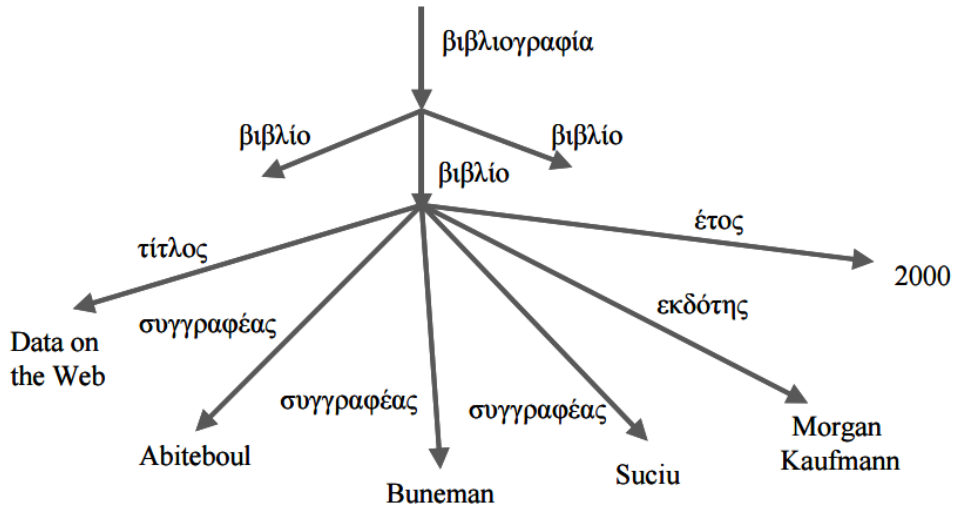 βιβλιογραφία
βιβλίο
βιβλίο
βιβλίο
τίτλος
έτος
2000
συγγραφέας
εκδότης
Data on
the Web
συγγραφέας
συγγραφέας
Abiteboul
Buneman
Suciu
Morgan
Kaufmann